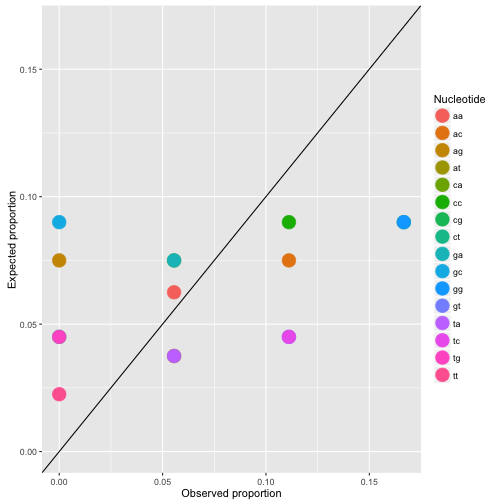 0.15
0.10
0.05
0.00
Expected proportion
0.00 0.05 0.10 0.15
Observed proportion
Nucleotide
aa
ac
ag
at
ca
cc
cg
ct
ga
gc
gg
gt
ta
tc
tg
tt